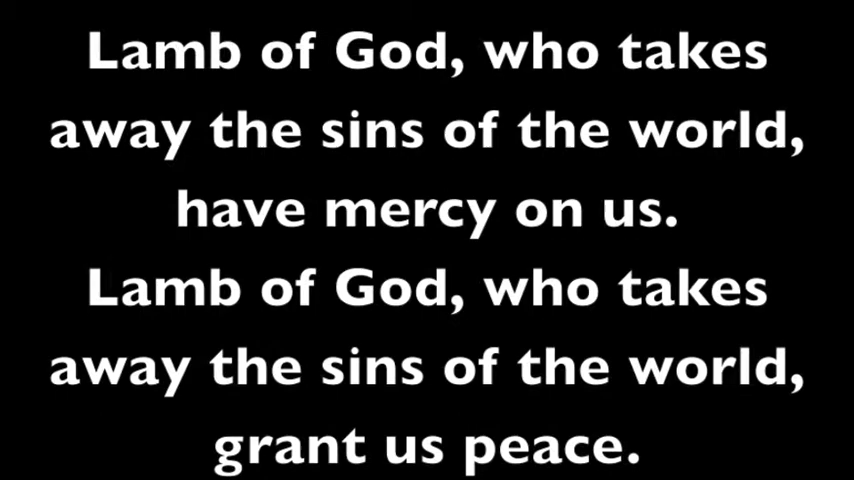 Lamb of God, who takes
away the sins of the world,
have mercy on us.
Lamb of God, who takes
away the sins of the world,
grant us peace.